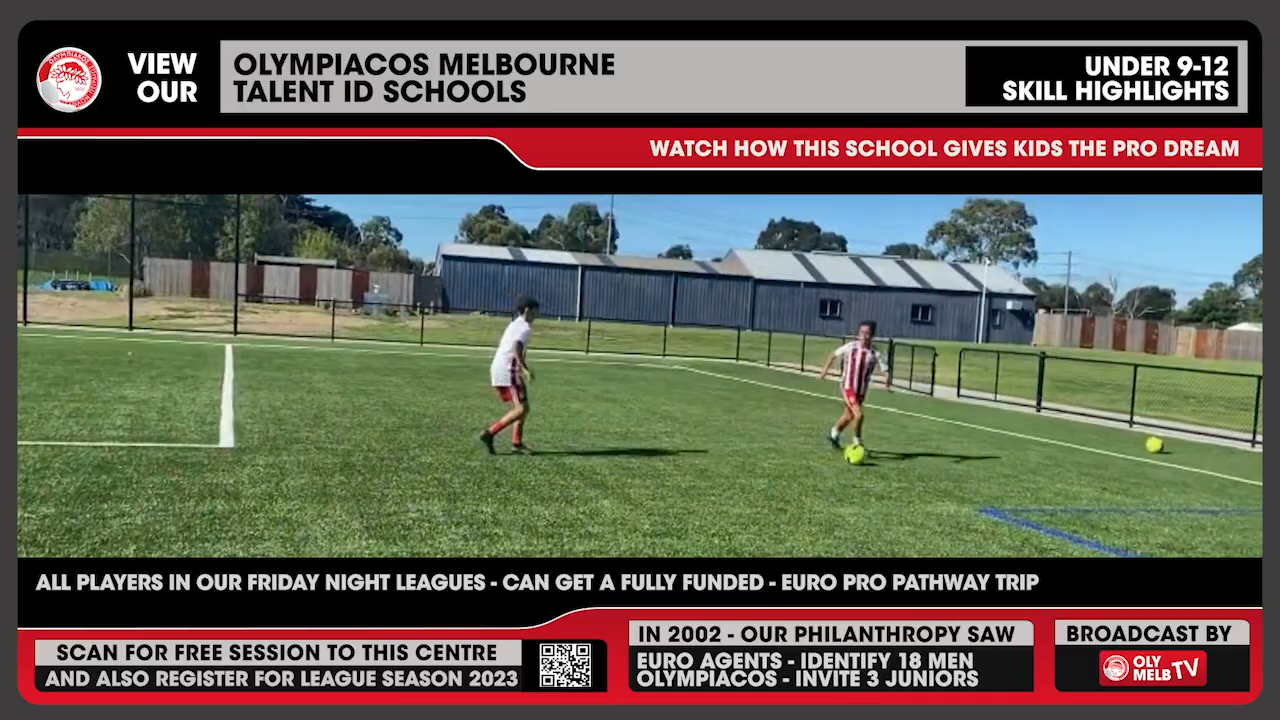 VIEW
OUR
OLYMPIACOS MELBOURNE
TALENT ID SCHOOLS
UNDER 9-12
SKILL HIGHLIGHTS
WATCH HOW THIS SCHOOL GIVES KIDS THE PRO DREAM
ALL PLAYERS IN OUR FRIDAY NIGHT LEAGUES - CAN GET A FULLY FUNDED - EURO PRO PATHWAY TRIP
SCAN FOR FREE SESSION TO THIS CENTRE
AND ALSO REGISTER FOR LEAGUE SEASON 2023
IN 2002 - OUR PHILANTHROPY SAW
EURO AGENTS - IDENTIFY 18 MEN
OLYMPIACOS - INVITE 3 JUNIORS
BROADCAST BY
OLY
MELB TV